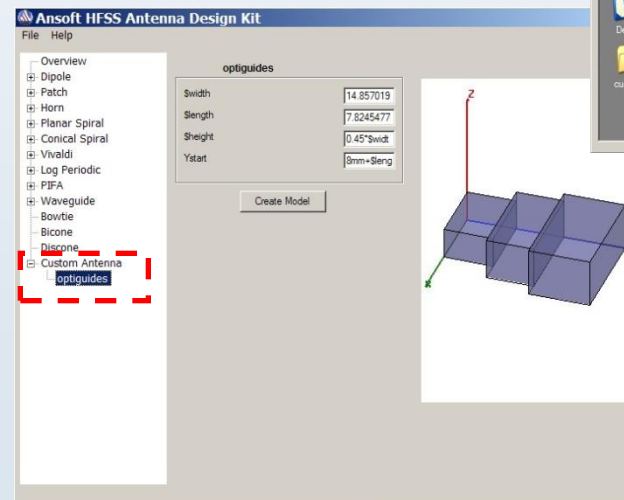 Ansoft HFSS Antenna Design Kit
File Help
Overview
Dipole
Patch
Horn
Planar Spiral
Conical Spiral
Vivaldi
Log Periodic
PIFA
Waveguide
Bowtie
Bicone
Discone
Custom Antenna
optiguides
optiguides
$width 14.857019
$length 7.8245477
$height 0.45*$widt
Ystart 8mm+$leng
Create Model
z